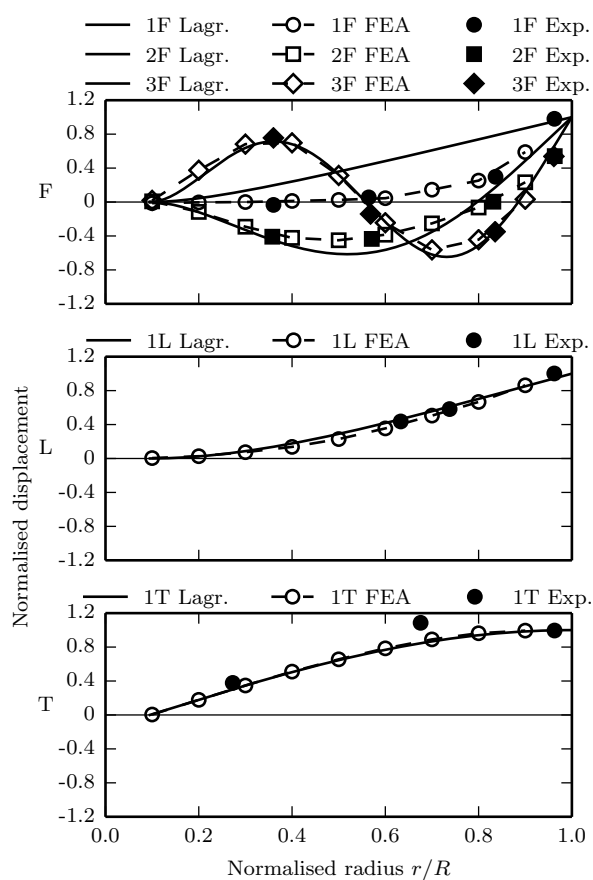 1F Lagr. 1F FEA 1F Exp.
2F Lagr. 2F FEA 2F Exp.
3F Lagr. 3F FEA 3F Exp.
1.2
0.8
0.4
F
0
-0.4
-0.8
-1.2
1L Lagr. 1L FEA 1L Exp.
1.2
0.8
0.4
L
0
-0.4
-0.8
-1.2
Normalised displacement
1T Lagr. 1T FEA 1T Exp.
1.2
0.8
0.4
T
0
-0.4
-0.8
-1.2
0.0 0.2 0.4 0.6 0.8 1.0
Normalised radius r/R